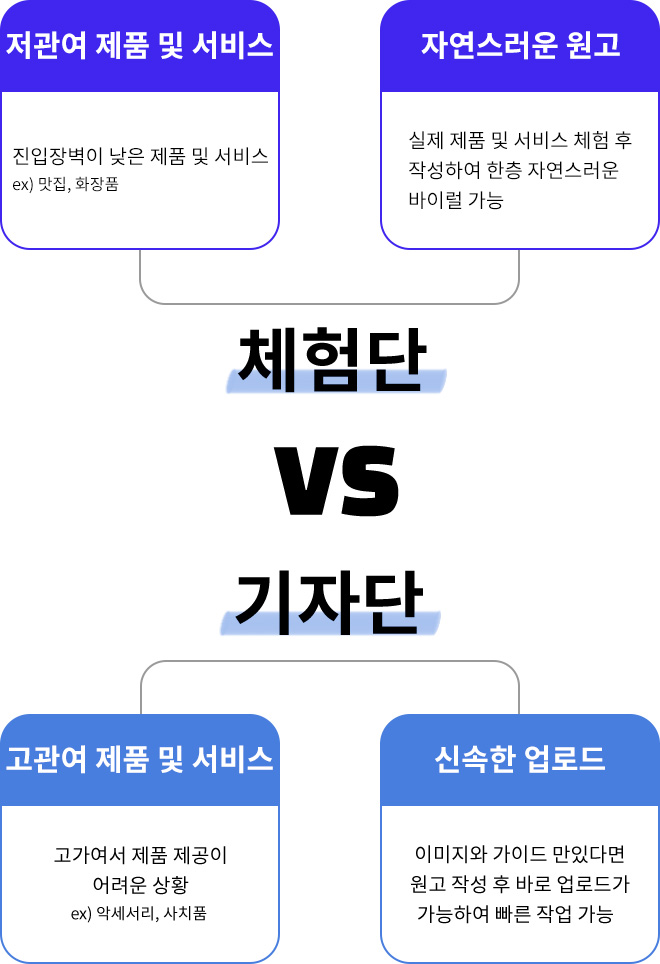 저관여 제품 및 서비스
진입장벽이 낮은 제품 및 서비스
ex) 맛집, 화장품
자연스러운 원고
실제 제품 및 서비스 체험 후
작성하여 한층 자연스러운
바이럴 가능
체험단
VS
기자단
고관여 제품 및 서비스
고가여서 제품 제공이
어려운 상황
ex) 악세서리, 사치품
신속한 업로드
이미지와 가이드 만있다면
원고 작성 후 바로 업로드가
가능하여 빠른 작업 가능